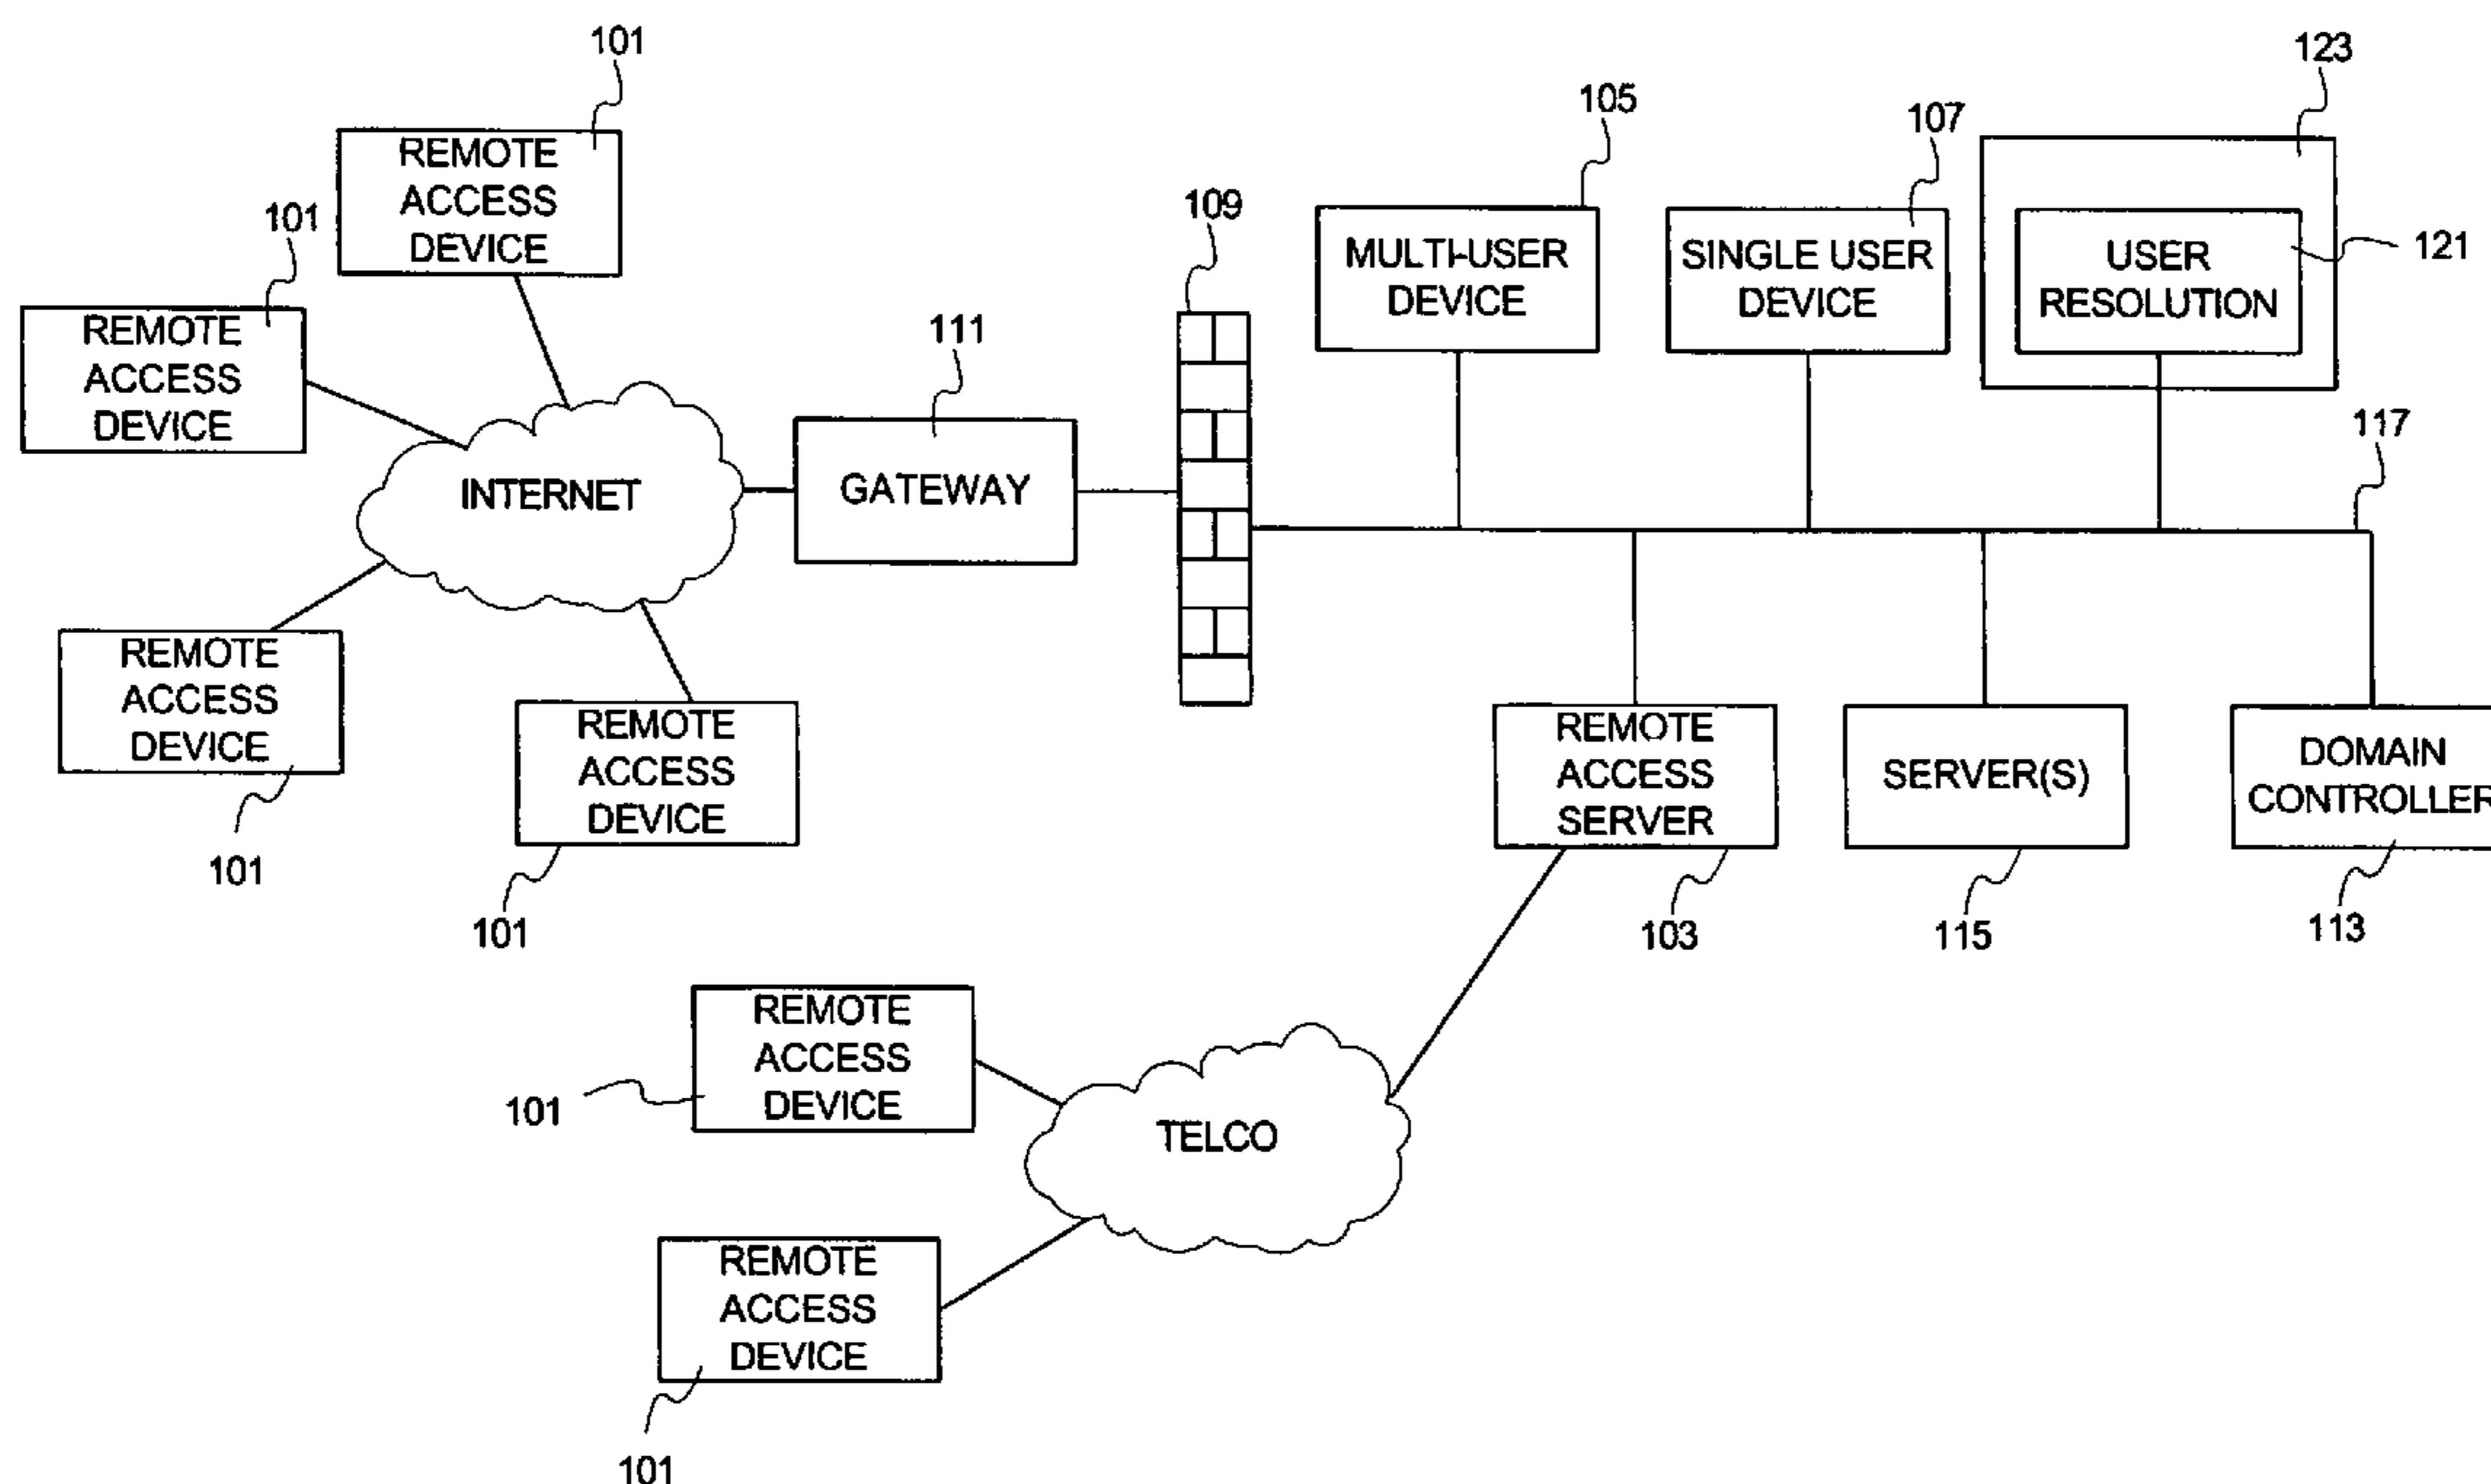 101
123
105
107
REMOTE
ACCESS
DEVICE
101
109
MULTI-USER
DEVICE
SINGLE USER
DEVICE
USER
RESOLUTION
121
REMOTE
ACCESS
DEVICE
111
117
INTERNET
GATEWAY
REMOTE
ACCESS
DEVICE
101
REMOTE
ACCESS
DEVICE
101
REMOTE
ACCESS
SERVER
103
SERVER(S)
115
DOMAIN
CONTROLLER
113
REMOTE
ACCESS
DEVICE
101
TELCO
REMOTE
ACCESS
DEVICE
101